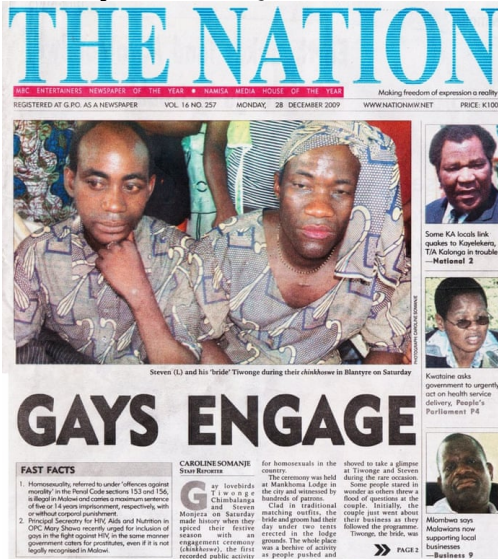 THE NATION
MBC ENTERTAINERS NEWSPAPER OF THE YEAR • NAMISA MEDIA HOUSE OF THE YEAR
Making freedom of expression a reality
REGISTERED AT G.P.O. AS A NEWSPAPER VOL. 16 NO. 257 MONDAY, 28 DECEMBER 2009 WWW.NATIONMW.NET PRICE: K100
PHOTOGRAPH: CAROLINE SOMANJE
Steven (L) and his 'bride' Tiwonge during their chinkhoswe in Blantyre on Saturday
GAYS ENGAGE
FAST FACTS
1. Homosexuality, referred to under 'offences against
morality' in the Penal Code sections 153 and 156,
is illegal in Malawi and carries a maximum sentence
of five or 14 years imprisonment, respectively, with
or without corporal punishment.
2. Principal Secretary for HIV, Aids and Nutrition in
OPC Mary Shawa recently urged for inclusion of
gays in the fight against HIV, in the same manner
government caters for prostitutes, even if it is not
legally recognised in Malawi.
CAROLINE SOMANJE
STAFF REPORTER
Gay lovebirds
Tiwonge
Chimbalanga
and Steven
Monjeza on Saturday
made history when they
spiced their festive
season with an
engagement ceremony
(chinkhoswe), the first
recorded public activity
for homosexuals in the
country.
The ceremony was held
at Mankhoma Lodge in
the city and witnessed by
hundreds of patrons.
Clad in traditional
matching outfits, the
bride and groom had their
day under two tents
erected in the lodge
grounds. The whole place
was a beehive of activity
as people pushed and
shoved to take a glimpse
at Tiwonge and Steven
during the rare occasion.
Some people stared in
wonder as others threw a
flood of questions at the
couple. Initially, the
couple just went about
their business as they
followed the programme.
Tiwonge, the bride, was
PAGE 2
Some KA locals link
quakes to Kayelekera,
T/A Kalonga in trouble
—National 2
Kwataine asks
government to urgently
act on health service
delivery, People's
Parliament P4
Mlombwa says
Malawians now
supporting local
businesses
—Business 9